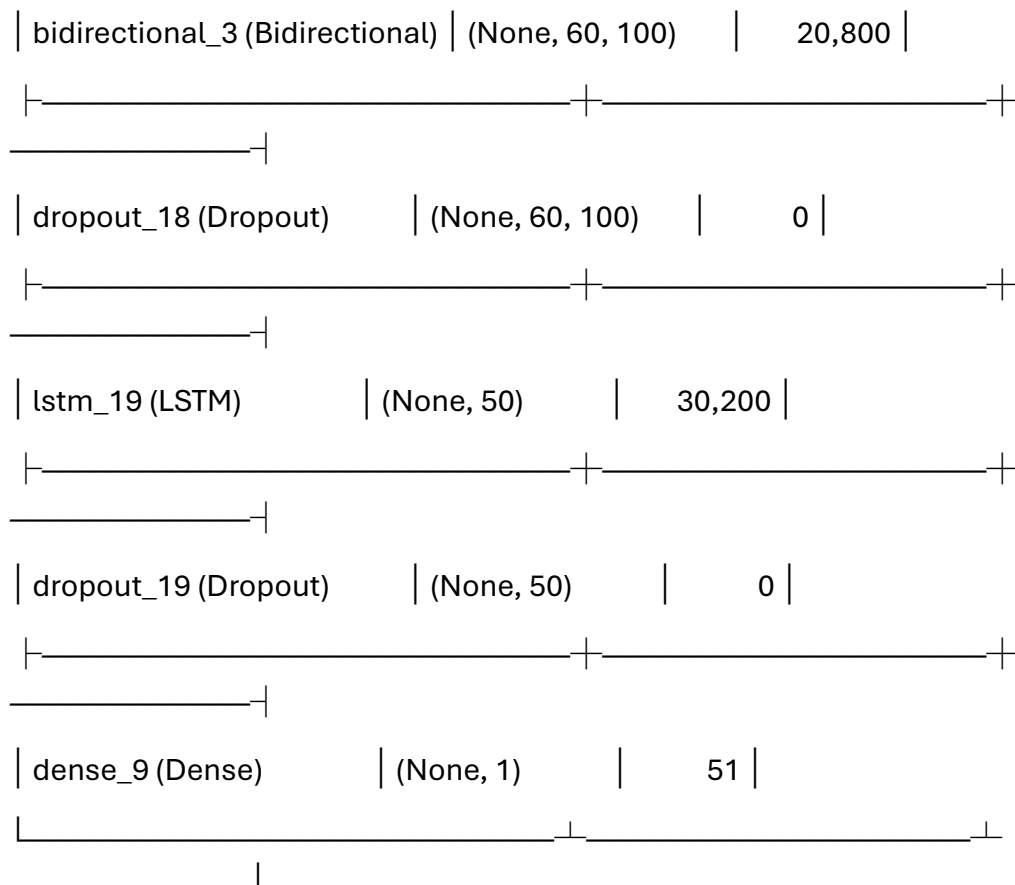 │ bidirectional_3 (Bidirectional) │ (None, 60, 100) │ 20,800 │
├─────────────────────────────────┼────────────────────────┼
───────────────┤
│ dropout_18 (Dropout) │ (None, 60, 100) │ 0 │
├─────────────────────────────────┼────────────────────────┼
───────────────┤
│ lstm_19 (LSTM) │ (None, 50) │ 30,200 │
├─────────────────────────────────┼────────────────────────┼
───────────────┤
│ dropout_19 (Dropout) │ (None, 50) │ 0 │
├─────────────────────────────────┼────────────────────────┼
───────────────┤
│ dense_9 (Dense) │ (None, 1) │ 51 │
└─────────────────────────────────┴────────────────────────┴